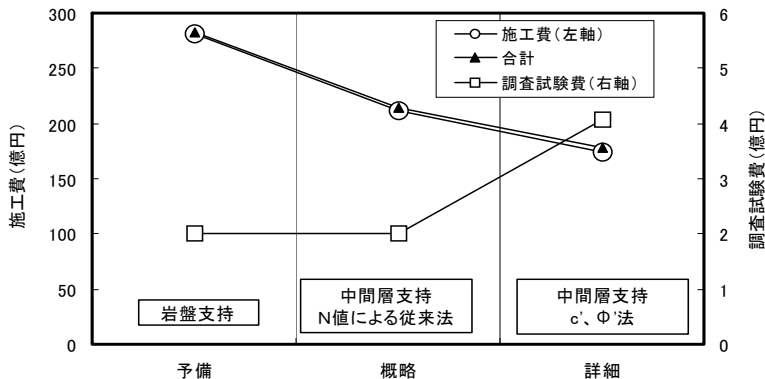 300
250
200
150
100
50
0
施工費(億円)
6
5
4
3
2
1
0
調査試験費(億円)
施工費(左軸)
合計
調査試験費(右軸)
岩盤支持
中間層支持
N値による従来法
中間層支持
c'、Φ'法
予備
概略
詳細